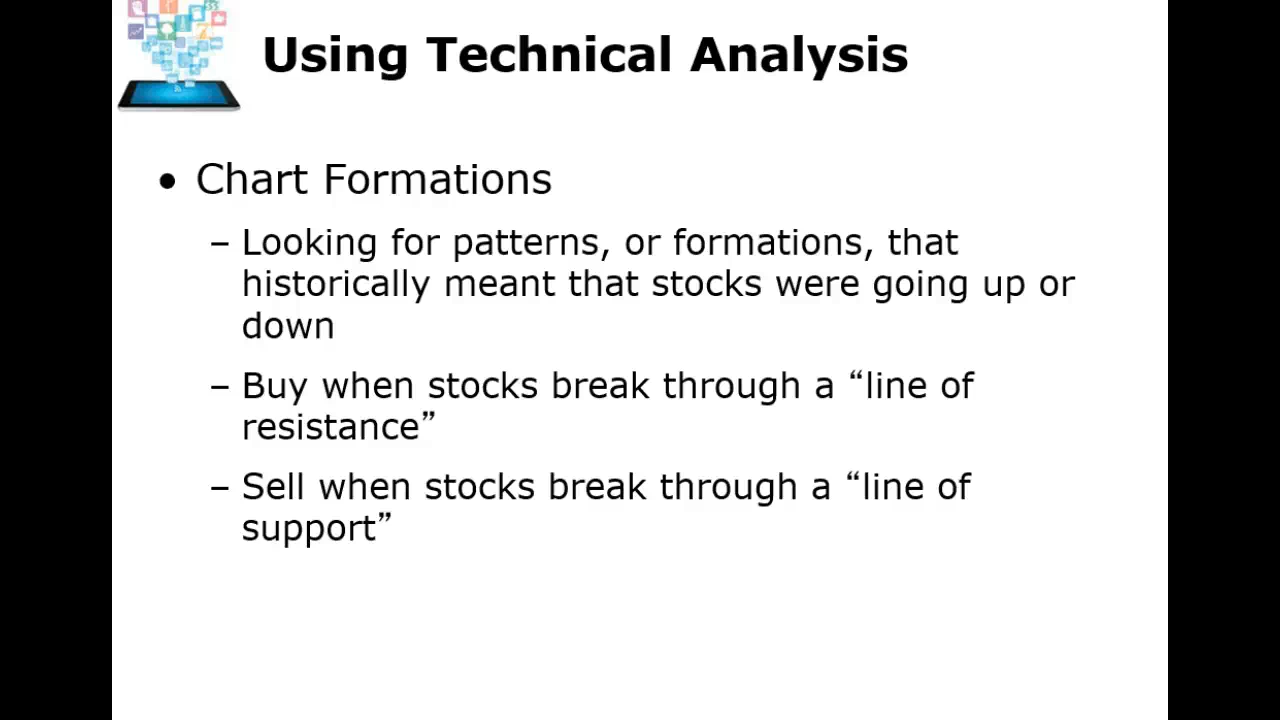 Using Technical Analysis
• Chart Formations
– Looking for patterns, or formations, that
historically meant that stocks were going up or
down
– Buy when stocks break through a “line of
resistance”
– Sell when stocks break through a “line of
support”